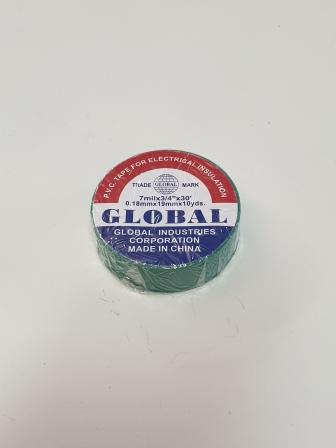 P.V.C. TAPE FOR ELECTRICAL INSULATION
TRADE GLOBAL MARK
7milx3/4"x30'
0.18mmx19mmx10yds.
GLOBAL
GLOBAL INDUSTRIES
CORPORATION
MADE IN CHINA